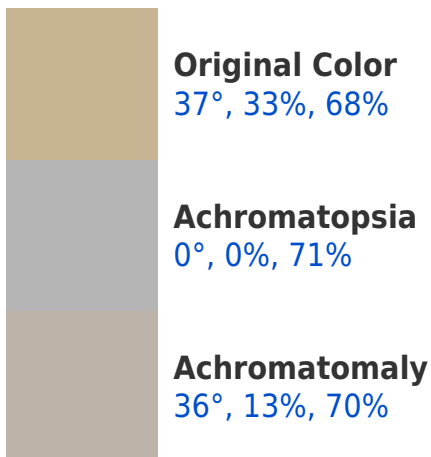 Original Color
37°, 33%, 68%
Achromatopsia
0°, 0%, 71%
Achromatomaly
36°, 13%, 70%